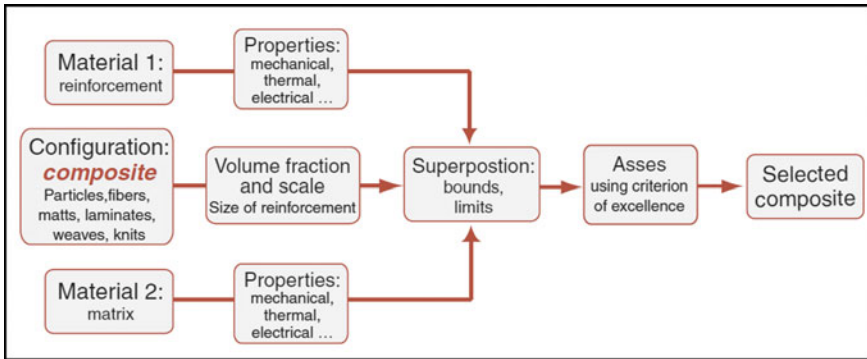 Material 1:
reinforcement
Properties:
mechanical,
thermal,
electrical ...
Configuration:
composite
Particles,fibers,
matts, laminates,
weaves, knits
Volume fraction
and scale
Size of reinforcement
Superpostion:
bounds,
limits
Asses
using criterion
of excellence
Selected
composite
Material 2:
matrix
Properties:
mechanical,
thermal,
electrical ...